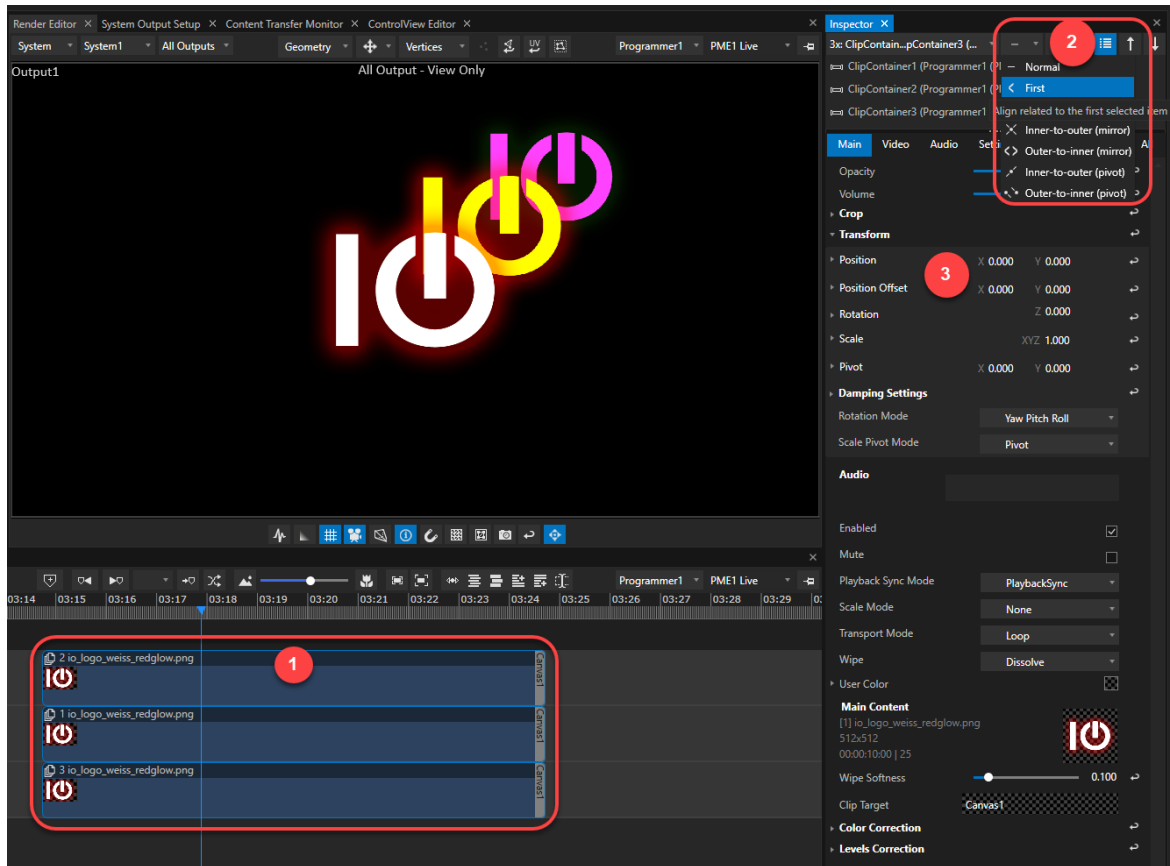 Render Editor × System Output Setup × Content Transfer Monitor × ControlView Editor ×
System System1 All Outputs Geometry Vertices UV Programmer1 PME1 Live
Output1 All Output - View Only
Inspector ×
3x: ClipContain...pContainer3 (...
2
ClipContainer1 (Programmer1 (Pl
Normal
ClipContainer2 (Programmer1 (Pl
First
ClipContainer3 (Programmer1
Align related to the first selected item
Inner-to-outer (mirror)
Main Video Audio Setti
Outer-to-inner (mirror)
Opacity
Inner-to-outer (pivot)
Volume
Outer-to-inner (pivot)
Crop
Transform
Position X 0.000 Y 0.000
3
Position Offset X 0.000 Y 0.000
Rotation Z 0.000
Scale XYZ 1.000
Pivot X 0.000 Y 0.000
Damping Settings
Rotation Mode Yaw Pitch Roll
Scale Pivot Mode Pivot
Audio
Enabled
Mute
Playback Sync Mode PlaybackSync
Scale Mode None
Transport Mode Loop
Wipe Dissolve
User Color
Main Content
[1] io_logo_weiss_redglow.png
512x512
00:00:10:00 | 25
Wipe Softness 0.100
Clip Target Canvas1
Color Correction
Levels Correction
Programmer1 PME1 Live
03:14 03:15 03:16 03:17 03:18 03:19 03:20 03:21 03:22 03:23 03:24 03:25 03:26 03:27 03:28 03:29
1
2 io_logo_weiss_redglow.png
Canvas1
1 io_logo_weiss_redglow.png
Canvas1
3 io_logo_weiss_redglow.png
Canvas1